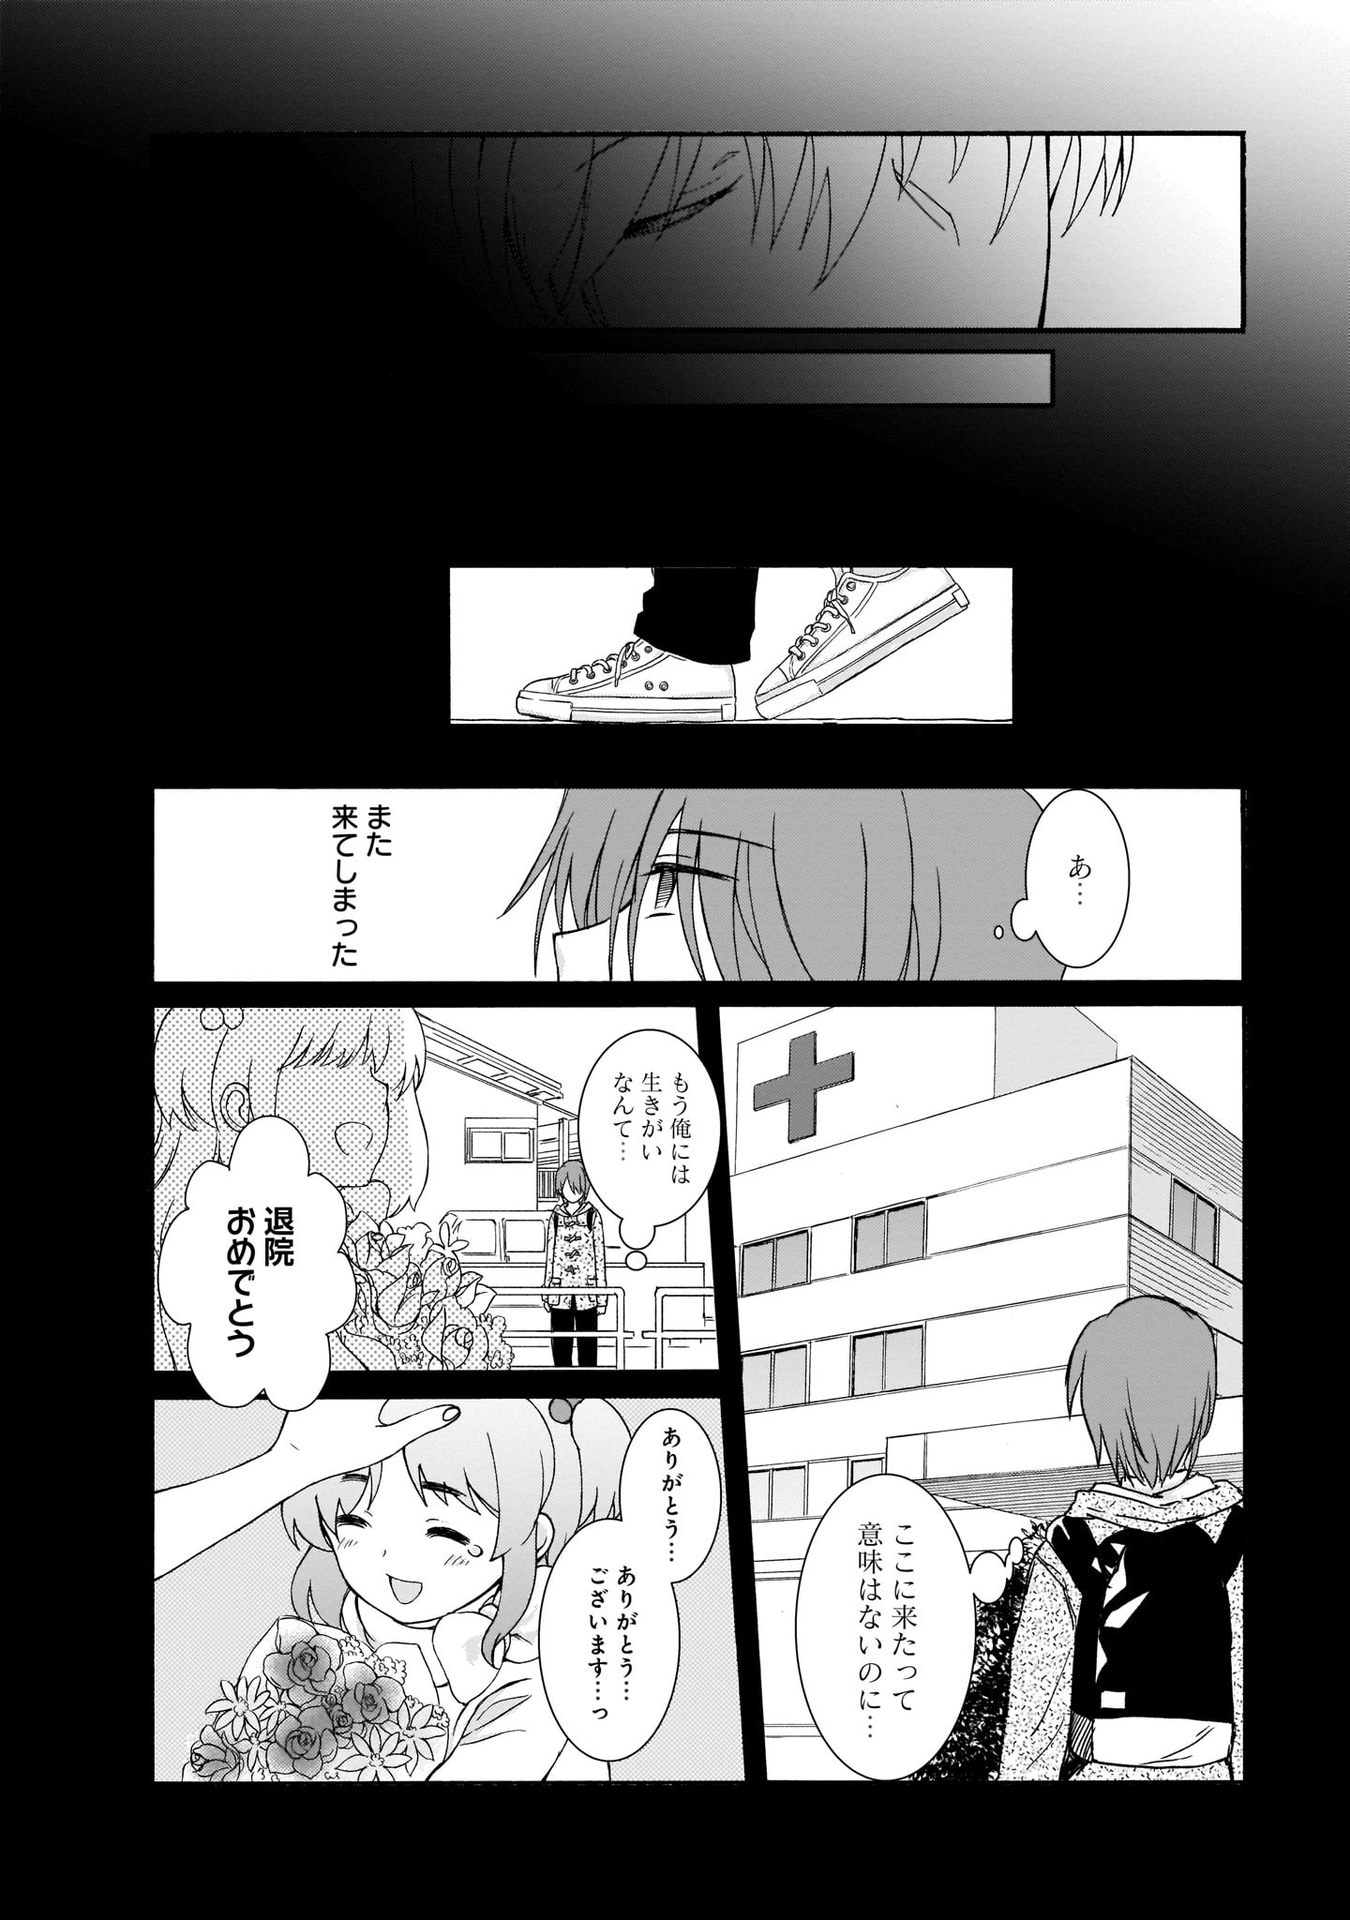 あ…
また
来てしまった
ここに来たって
意味はないのに…
もう俺には
生きがい
なんて…
退院
おめでとう
ありがとう…
ありがとう…
ございます…っ